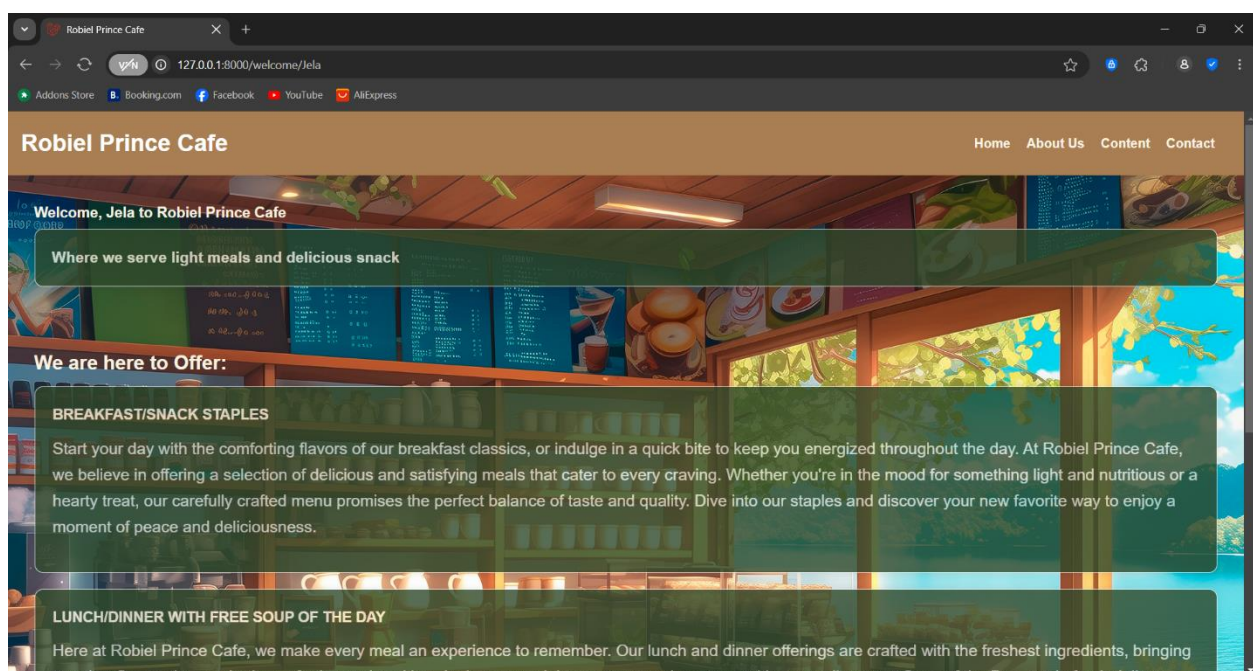 Robiel Prince Cafe
127.0.0.1:8000/welcome/Jela
Addons Store Booking.com Facebook YouTube AliExpress
Robiel Prince Cafe
Home About Us Content Contact
Welcome, Jela to Robiel Prince Cafe
Where we serve light meals and delicious snack
We are here to Offer:
BREAKFAST/SNACK STAPLES
Start your day with the comforting flavors of our breakfast classics, or indulge in a quick bite to keep you energized throughout the day. At Robiel Prince Cafe,
we believe in offering a selection of delicious and satisfying meals that cater to every craving. Whether you're in the mood for something light and nutritious or a
hearty treat, our carefully crafted menu promises the perfect balance of taste and quality. Dive into our staples and discover your new favorite way to enjoy a
moment of peace and deliciousness.
LUNCH/DINNER WITH FREE SOUP OF THE DAY
Here at Robiel Prince Cafe, we make every meal an experience to remember. Our lunch and dinner offerings are crafted with the freshest ingredients, bringing